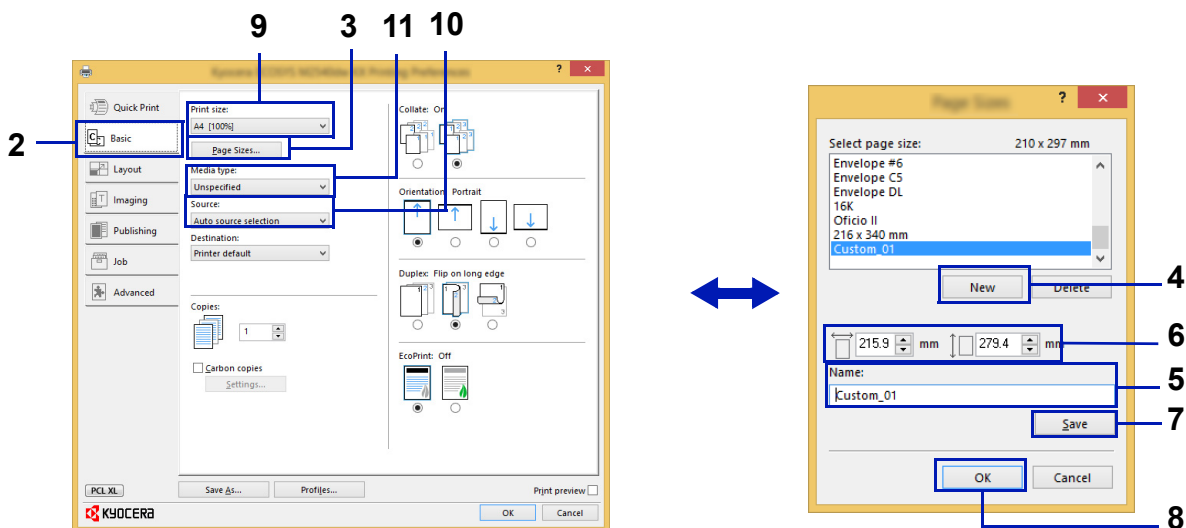 9
3
11
10
? ×
Quick Print
Basic
Layout
Imaging
Publishing
Job
Advanced
2
Print size:
A4 [100%]
Page Sizes...
Media type:
Unspecified
Source:
Auto source selection
Destination:
Printer default
Copies:
1
Carbon copies
Settings...
Collate: On
Orientation: Portrait
Duplex: Flip on long edge
EcoPrint: Off
PCL XL
Save As...
Profiles...
Print preview
KYOCERA
OK
Cancel
Page Sizes
? ×
Select page size:
210 x 297 mm
Envelope #6
Envelope C5
Envelope DL
16K
Oficio II
216 x 340 mm
Custom_01
New
Delete
4
215.9 mm
279.4 mm
6
Name:
Custom_01
5
Save
7
OK
Cancel
8